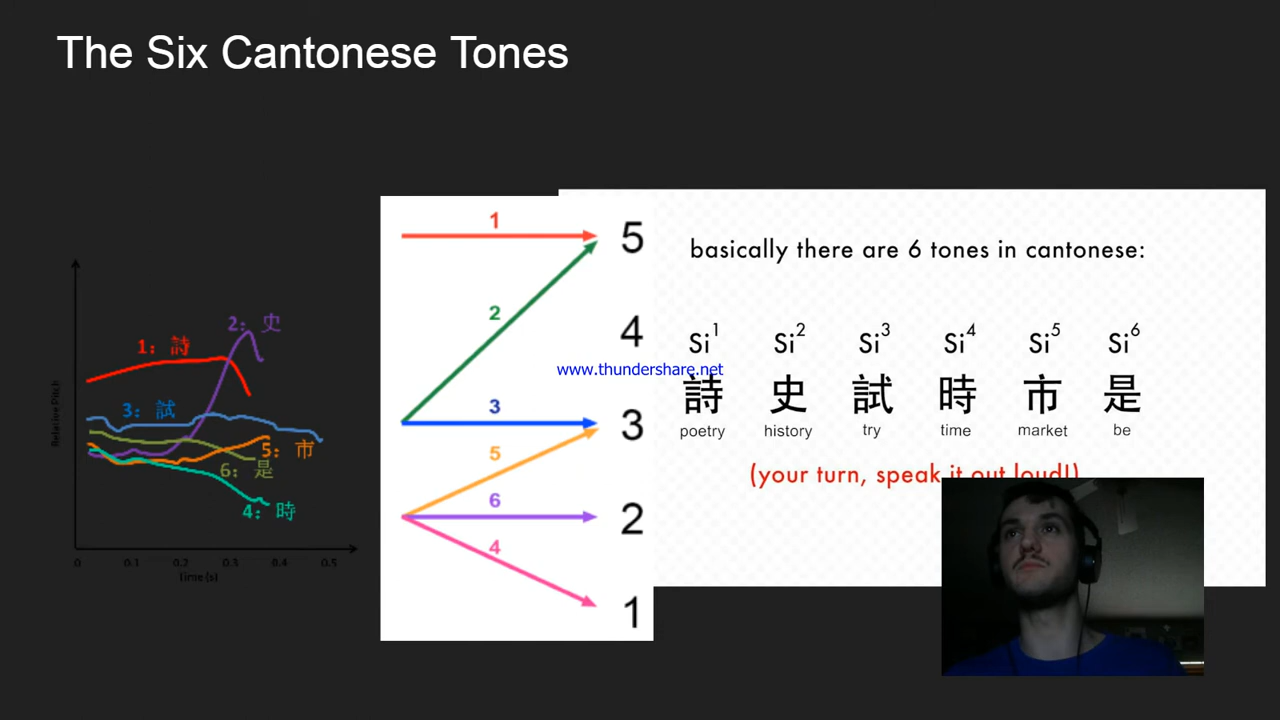 The Six Cantonese Tones
Relative Pitch
1: 詩
2: 史
3: 試
5: 市
6: 是
4: 時
0 0.1 0.2 0.3 0.4 0.5
Time (s)
1
2
3
5
6
4
5
4
3
2
1
www.thundershare.net
basically there are 6 tones in cantonese:
Si1 Si2 Si3 Si4 Si5 Si6
詩 史 試 時 市 是
poetry history try time market be
(your turn, speak it out loud!)